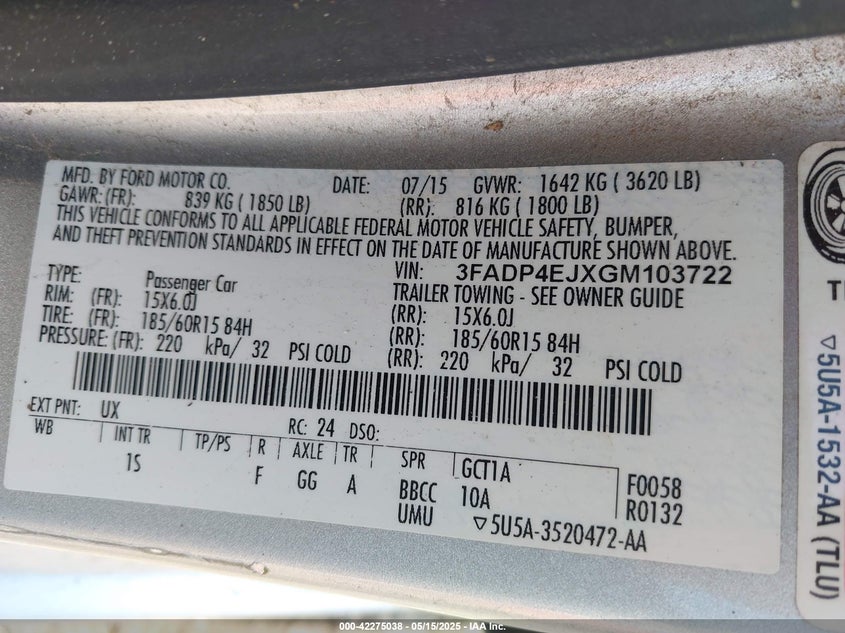 MFD. BY FORD MOTOR CO. DATE: 07/15 GVWR: 1642 KG ( 3620 LB)
GAWR: (FR): 839 KG ( 1850 LB) (RR): 816 KG ( 1800 LB)
THIS VEHICLE CONFORMS TO ALL APPLICABLE FEDERAL MOTOR VEHICLE SAFETY, BUMPER,
AND THEFT PREVENTION STANDARDS IN EFFECT ON THE DATE OF MANUFACTURE SHOWN ABOVE.
VIN: 3FADP4EJXGM103722
TYPE: Passenger Car TRAILER TOWING - SEE OWNER GUIDE
RIM: (FR): 15X6.0J (RR): 15X6.0J
TIRE: (FR): 185/60R15 84H (RR): 185/60R15 84H
PRESSURE: (FR): 220 kPa/ 32 PSI COLD (RR): 220 kPa/ 32 PSI COLD
EXT PNT: UX RC: 24 DSO:
WB INT TR TP/PS R AXLE TR SPR GCT1A F0058
1S F GG A BBCC 10A R0132
UMU ▽5U5A-3520472-AA
▽5U5A-1532-AA (TLU)
000-42275038 - 05/15/2025 - IAA Inc.